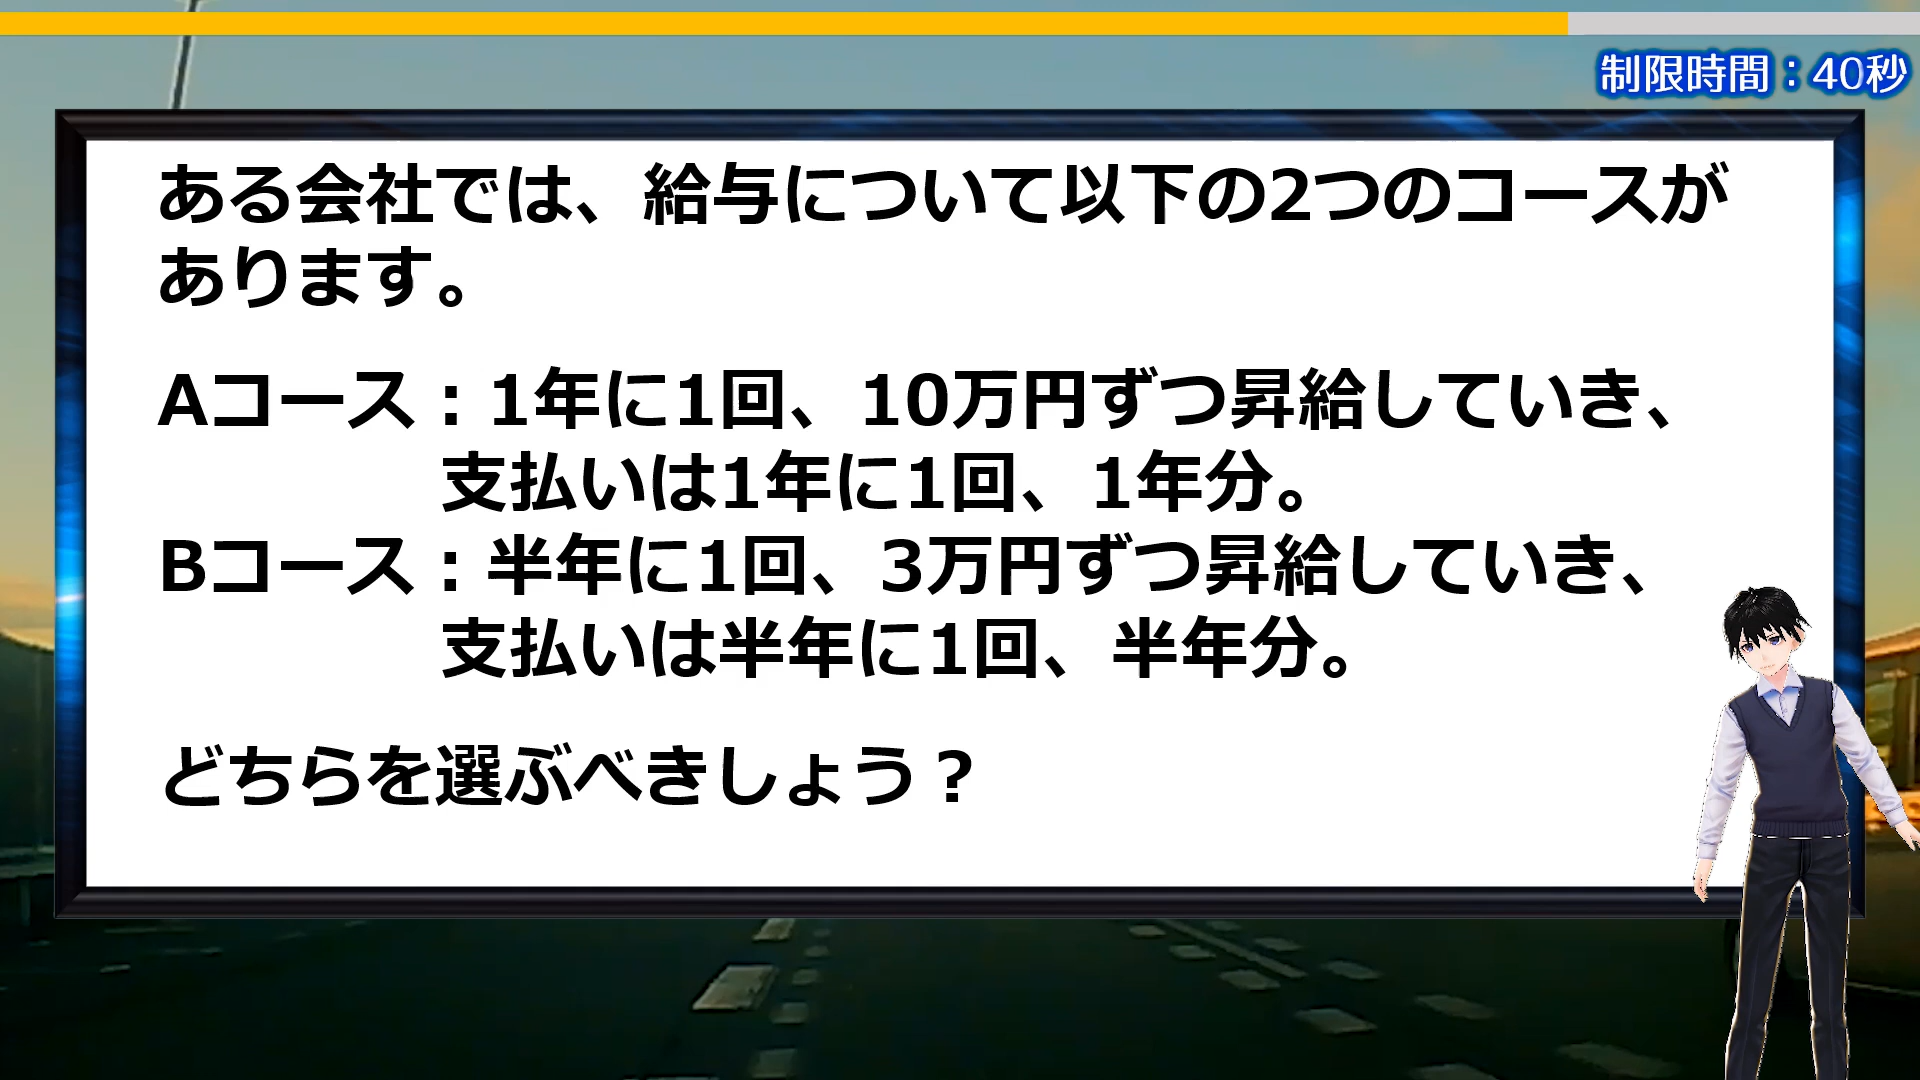 制限時間：40秒
ある会社では、給与について以下の2つのコースが
あります。
Aコース：1年に1回、10万円ずつ昇給していき、
支払いは1年に1回、1年分。
Bコース：半年に1回、3万円ずつ昇給していき、
支払いは半年に1回、半年分。
どちらを選ぶべきしょう？